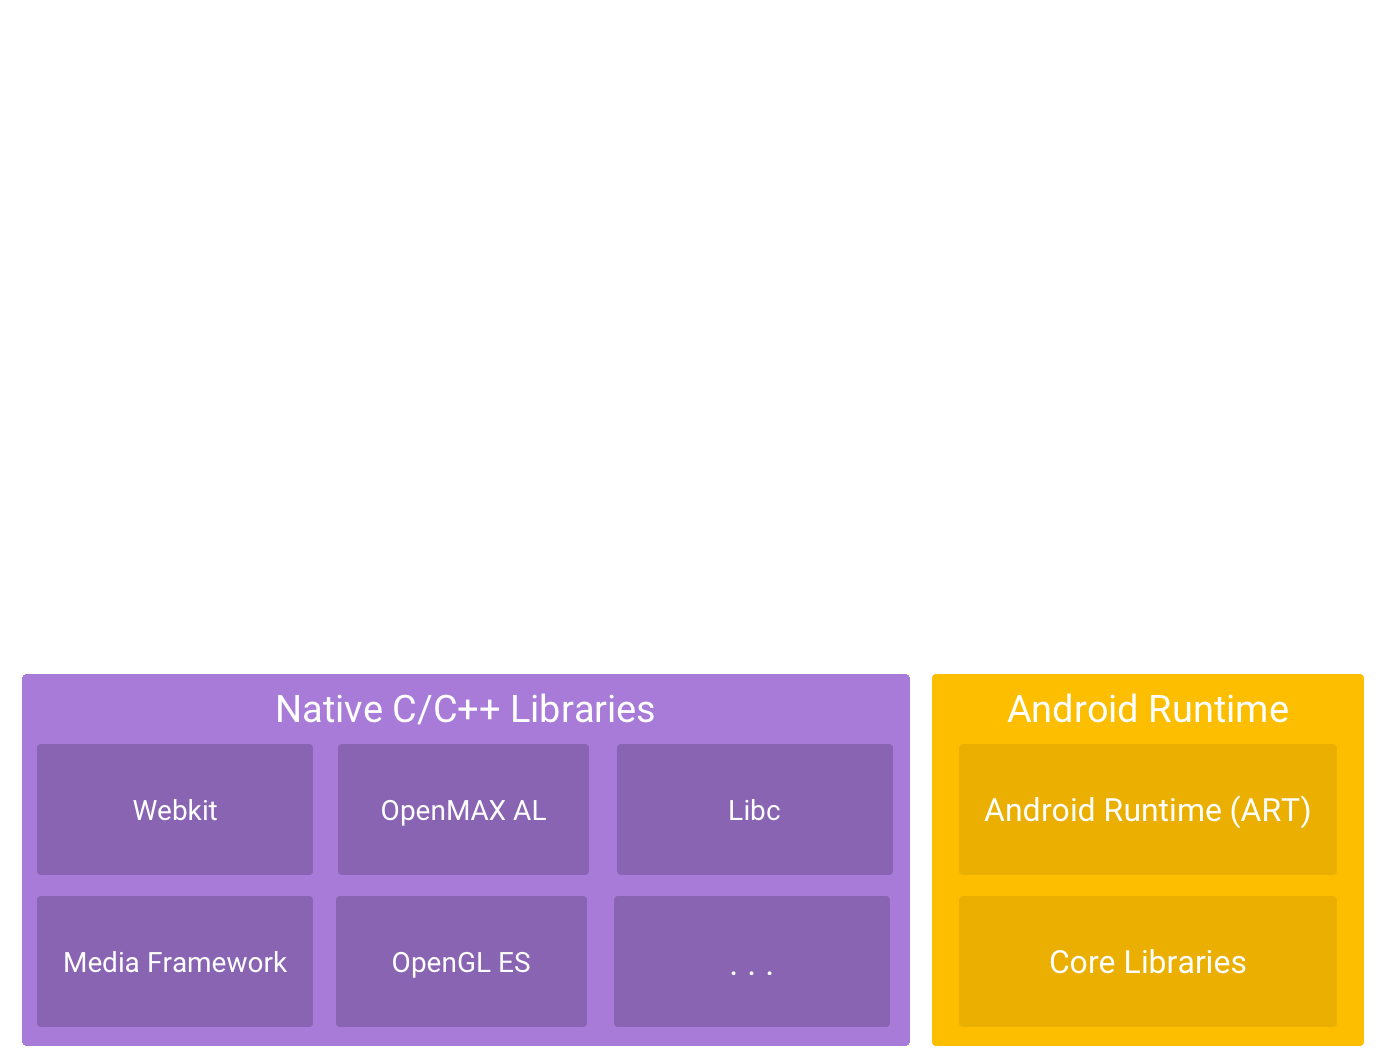 Native C/C++ Libraries
Webkit
OpenMAX AL
Libc
Media Framework
OpenGL ES
. . .
Android Runtime
Android Runtime (ART)
Core Libraries